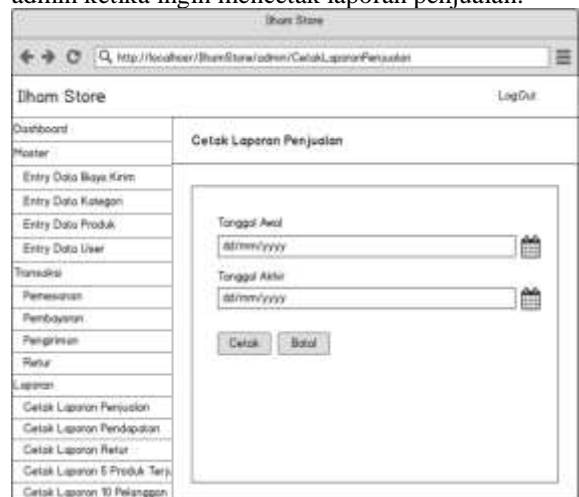 admin ketika ingin mencetak laporan penjualan.
Ilham Store
http://localhoer/IlhamStore/admin/CetakLaporanPenjualan
Ilham Store
LogOut
Dashboard
Master
Entry Data Biaya Kirim
Entry Data Kategori
Entry Data Produk
Entry Data User
Transaksi
Pemesanan
Pembayaran
Pengiriman
Retur
Laporan
Cetak Laporan Penjualan
Cetak Laporan Pendapatan
Cetak Laporan Retur
Cetak Laporan 5 Produk Terj
Cetak Laporan 10 Pelanggan
Cetak Laporan Penjualan
Tanggal Awal
dd/mm/yyyy
Tanggal Akhir
dd/mm/yyyy
Cetak
Batal